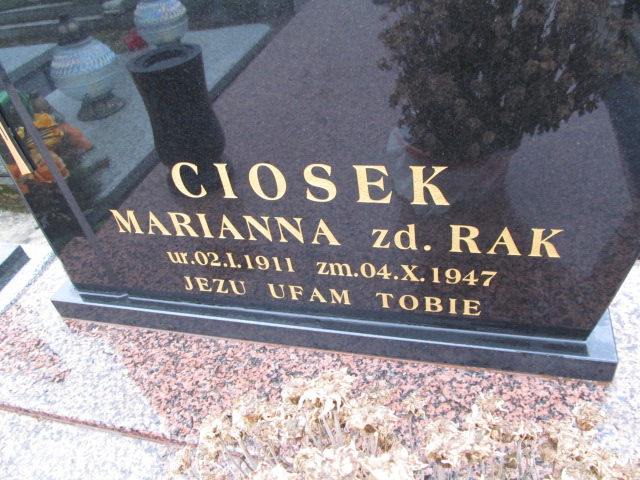 CIOSEK
MARIANNA zd. RAK
ur.02.I.1911 zm.04.X.1947
JEZU UFAM TOBIE